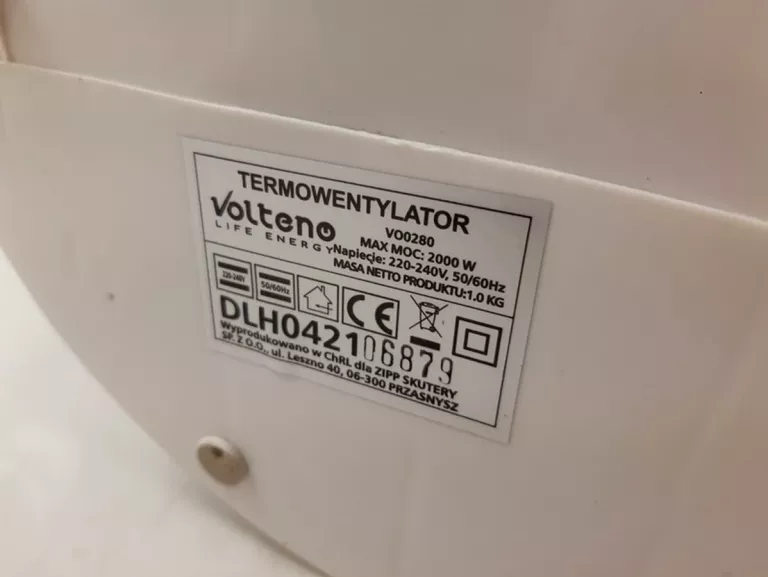 TERMOWENTYLATOR
Volteno
LIFE ENERGY
VO0280
MAX MOC: 2000 W
Napięcie: 220-240V, 50/60Hz
MASA NETTO PRODUKTU:1.0 KG
220-240V
50/60Hz
CE
DLH042106879
Wyprodukowano w ChRL dla ZIPP SKUTERY
SP. Z O.O., ul. Leszno 40, 06-300 PRZASNYSZ